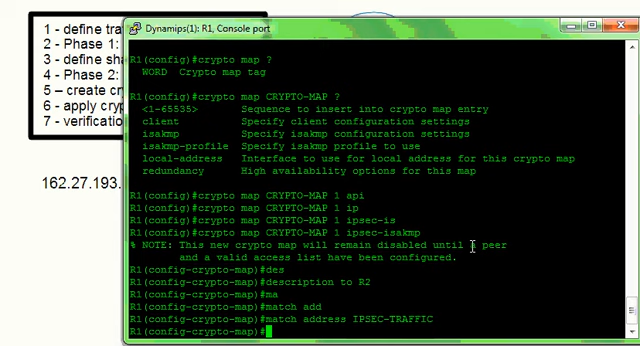 1 - define tra
2 - Phase 1:
3 - define sha
4 - Phase 2:
5 – create cr
6 - apply cryp
7 - verification
162.27.193.
Dynamips(1): R1, Console port
R1(config)#crypto map ?
WORD Crypto map tag
R1(config)#crypto map CRYPTO-MAP ?
<1-65535> Sequence to insert into crypto map entry
client Specify client configuration settings
isakmp Specify isakmp configuration settings
isakmp-profile Specify isakmp profile to use
local-address Interface to use for local address for this crypto map
redundancy High availability options for this map
R1(config)#crypto map CRYPTO-MAP 1 api
R1(config)#crypto map CRYPTO-MAP 1 ip
R1(config)#crypto map CRYPTO-MAP 1 ipsec-is
R1(config)#crypto map CRYPTO-MAP 1 ipsec-isakmp
% NOTE: This new crypto map will remain disabled until a peer
and a valid access list have been configured.
R1(config-crypto-map)#des
R1(config-crypto-map)#description to R2
R1(config-crypto-map)#ma
R1(config-crypto-map)#match add
R1(config-crypto-map)#match address IPSEC-TRAFFIC
R1(config-crypto-map)#